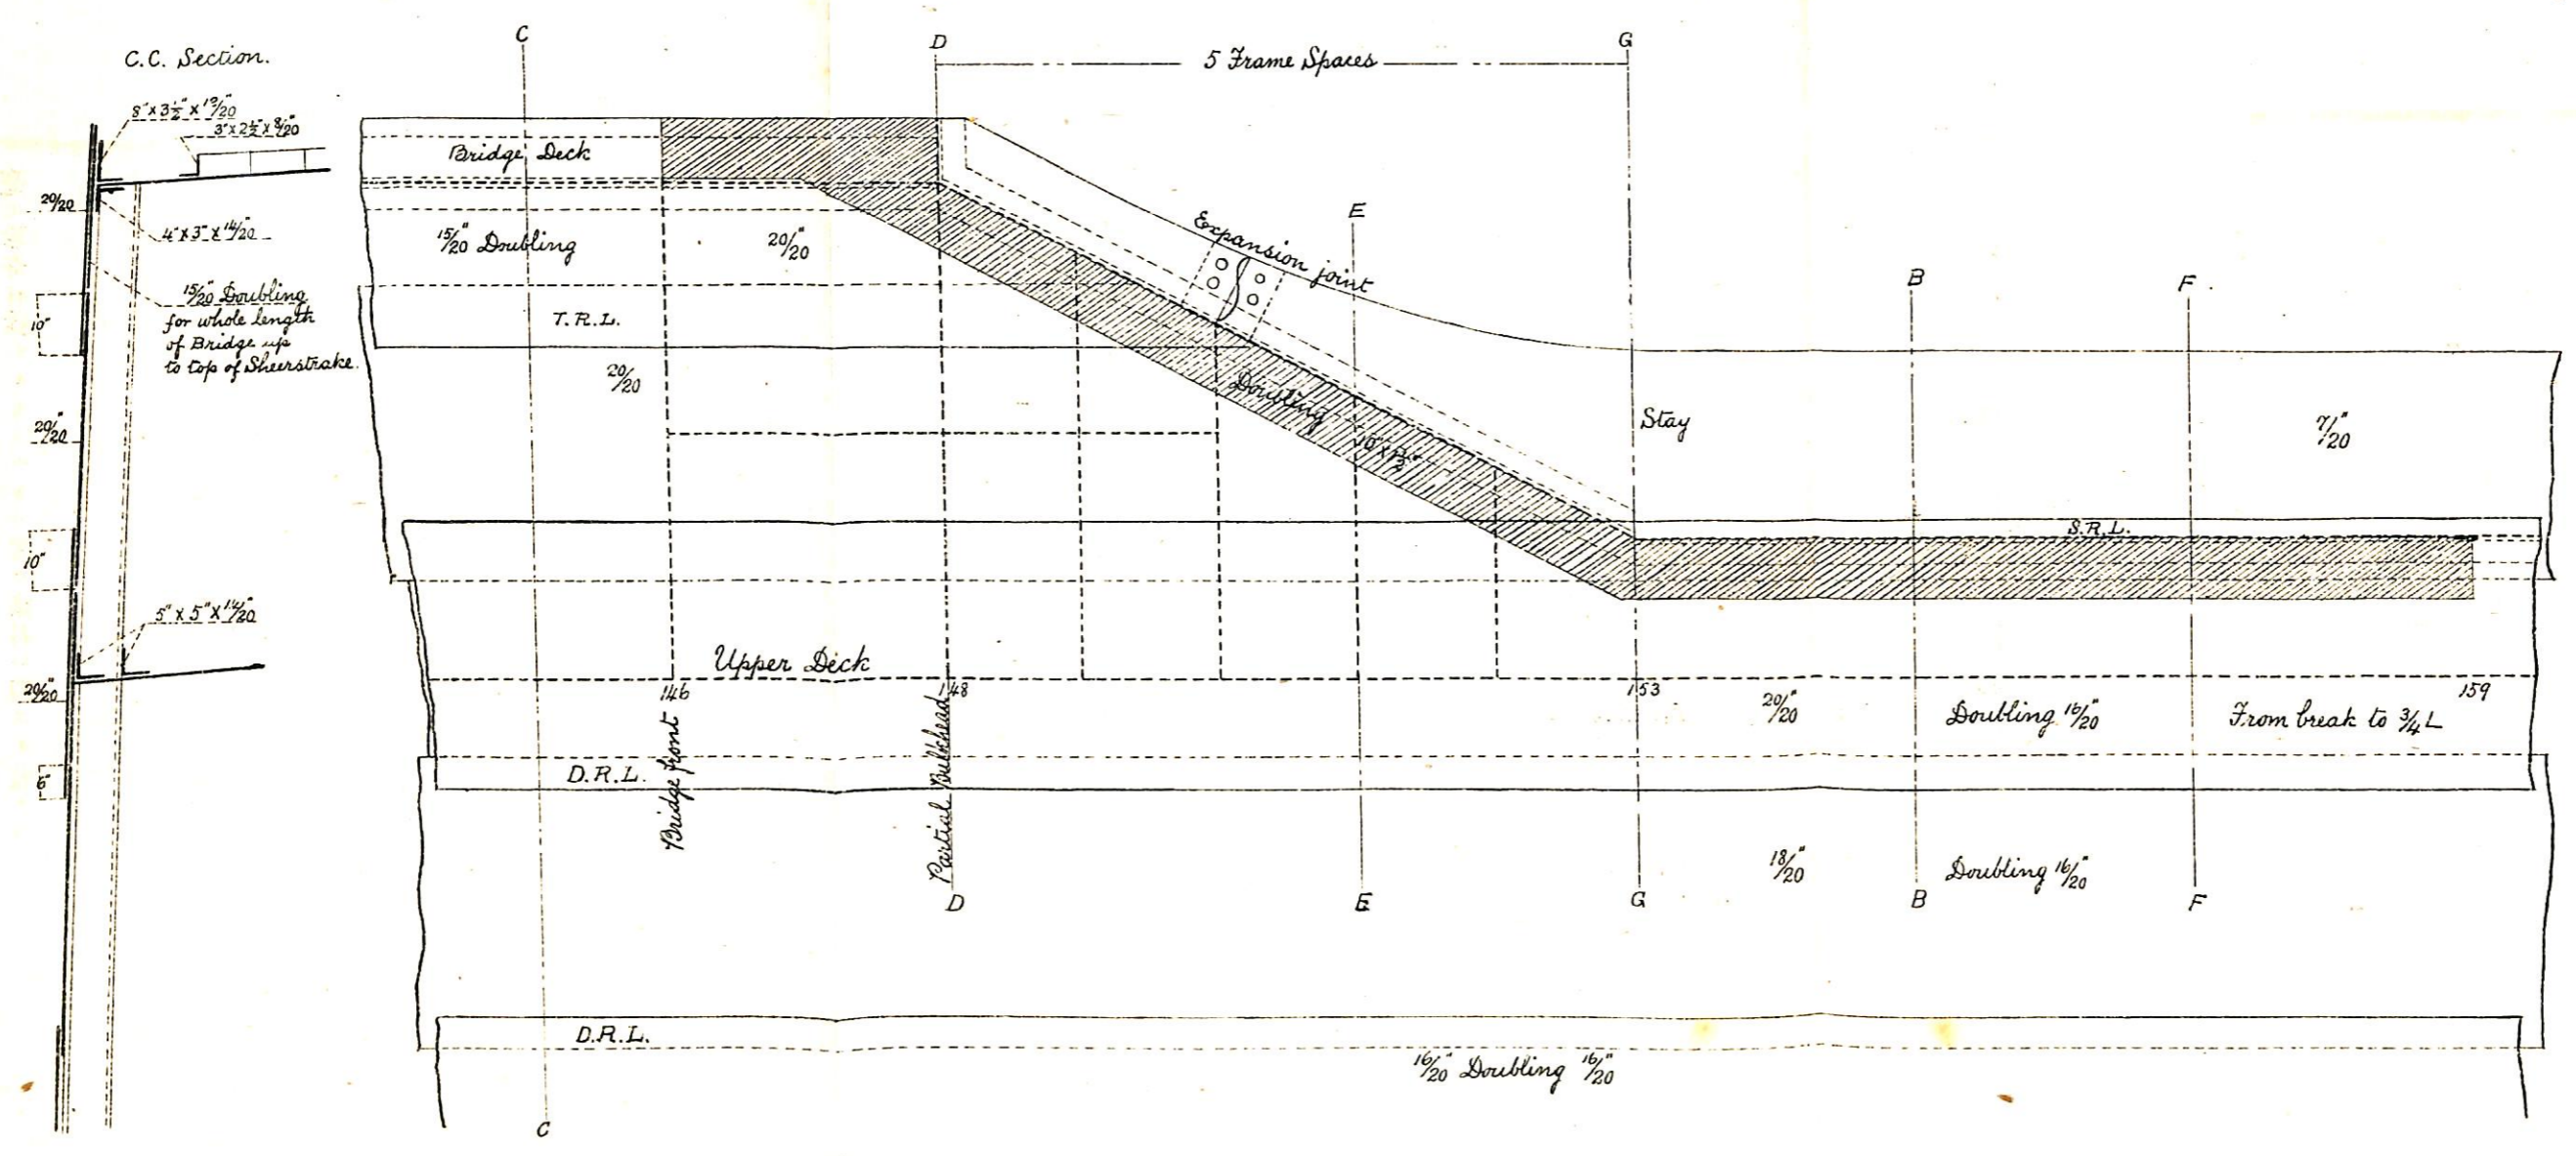 C.C. Section.
8" x 3½" x 13/20
3" x 2½" x 8/20
20/20
4" x 3" x 14/20
15/20" Doubling
for whole length
of Bridge up
to top of Sheerstrake.
10"
20/20"
10"
5" x 5" x 14/20"
20/20"
6"
C
D
5 Frame Spaces
G
Bridge Deck
15/20" Doubling
20/20"
T.R.L.
20/20"
Expansion joint
E
B
F
Doubling 10" x 1½"
Stay
7/20"
S.R.L.
Upper Deck
146
148
153
159
Bridge front
Partial Bulkhead
20/20"
Doubling 16/20"
From break to 3/4 L
D.R.L.
18/20"
Doubling 16/20"
D
E
G
B
F
D.R.L.
16/20" Doubling 16/20"
C